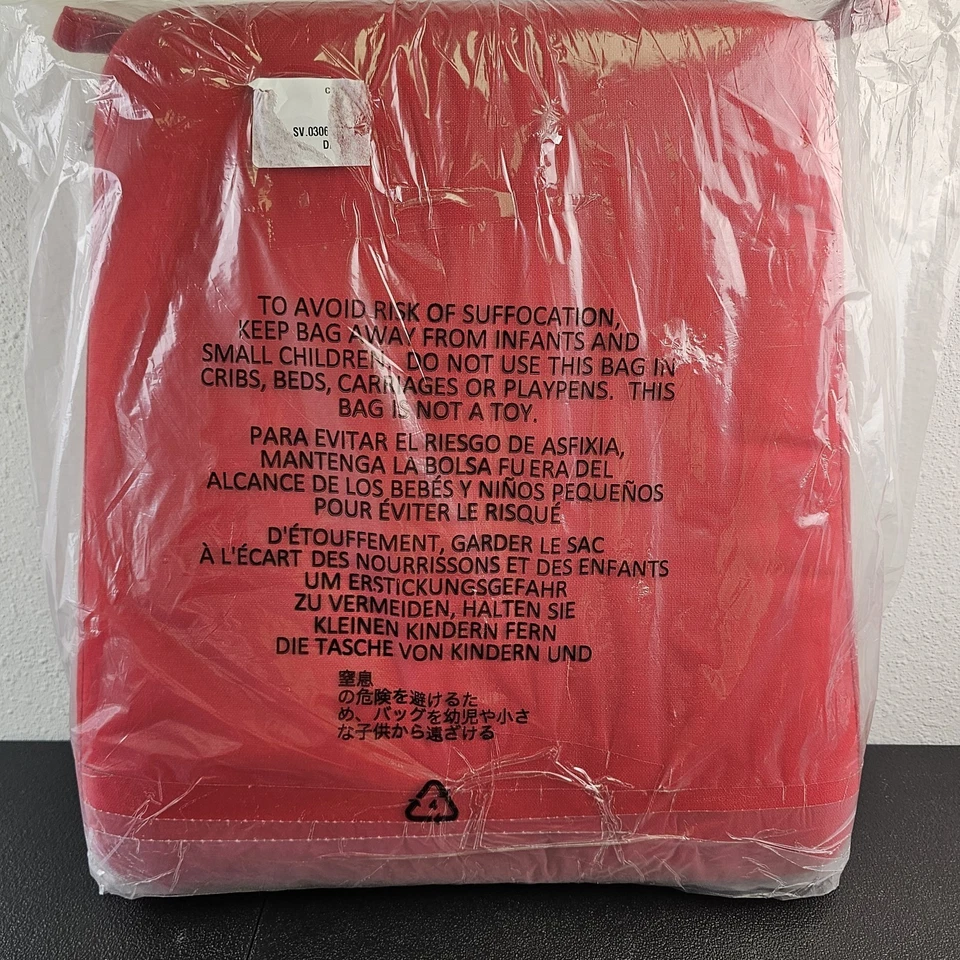 C
SV.0306
D.
TO AVOID RISK OF SUFFOCATION,
KEEP BAG AWAY FROM INFANTS AND
SMALL CHILDREN. DO NOT USE THIS BAG IN
CRIBS, BEDS, CARRIAGES OR PLAYPENS. THIS
BAG IS NOT A TOY.
PARA EVITAR EL RIESGO DE ASFIXIA,
MANTENGA LA BOLSA FUERA DEL
ALCANCE DE LOS BEBÉS Y NIÑOS PEQUEÑOS
POUR ÉVITER LE RISQUÉ
D'ÉTOUFFEMENT, GARDER LE SAC
À L'ÉCART DES NOURRISSONS ET DES ENFANTS
UM ERSTICKUNGSGEFAHR
ZU VERMEIDEN, HALTEN SIE
KLEINEN KINDERN FERN
DIE TASCHE VON KINDERN UND
窒息
の危険を避けるた
め、バッグを幼児や小さ
な子供から遠ざける
4